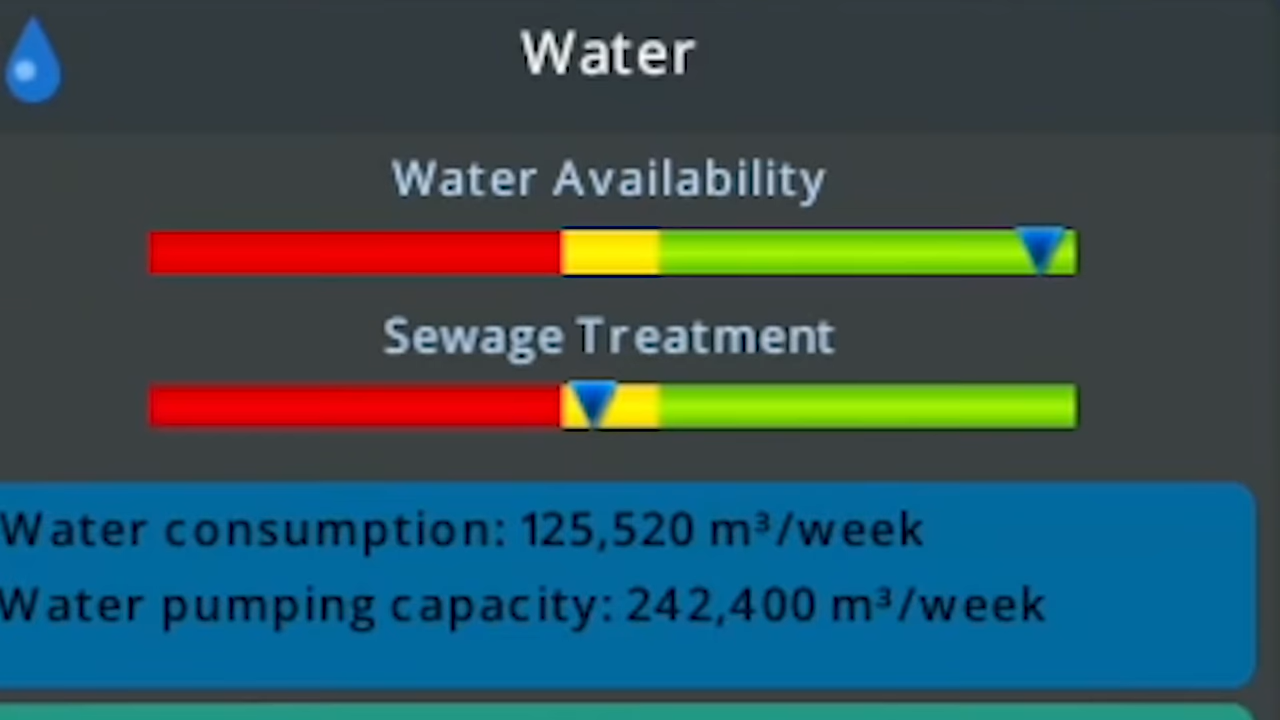 Water
Water Availability
Sewage Treatment
Water consumption: 125,520 m³/week
Water pumping capacity: 242,400 m³/week